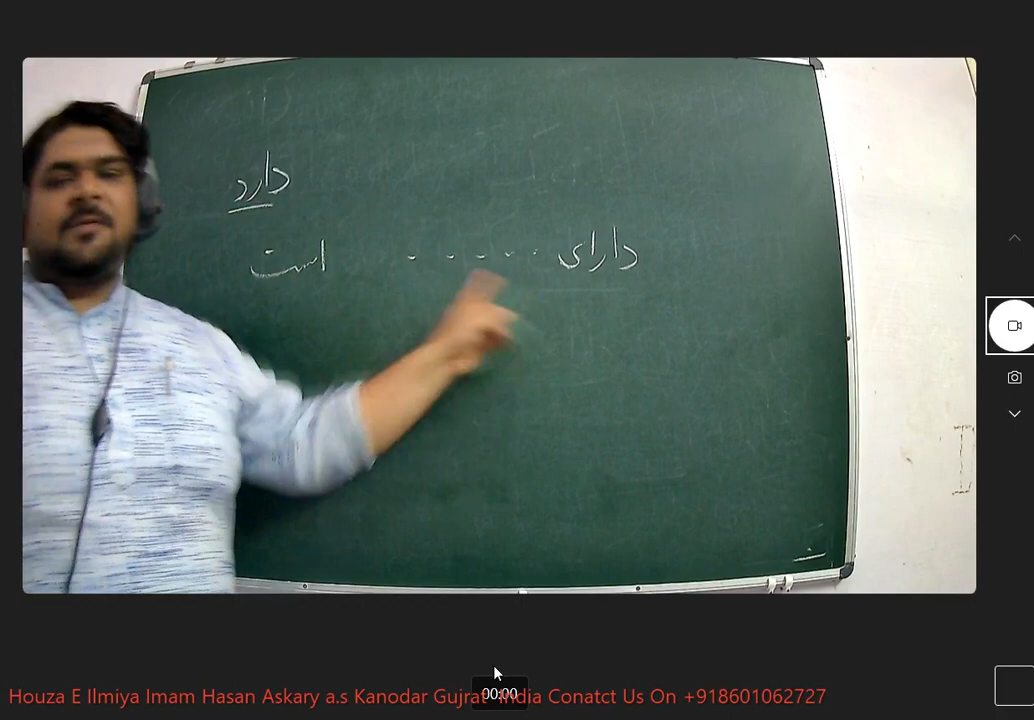 دارد
دارای . . . . . . است
00:00
Houza E Ilmiya Imam Hasan Askary a.s Kanodar Gujrat India Conatct Us On +918601062727